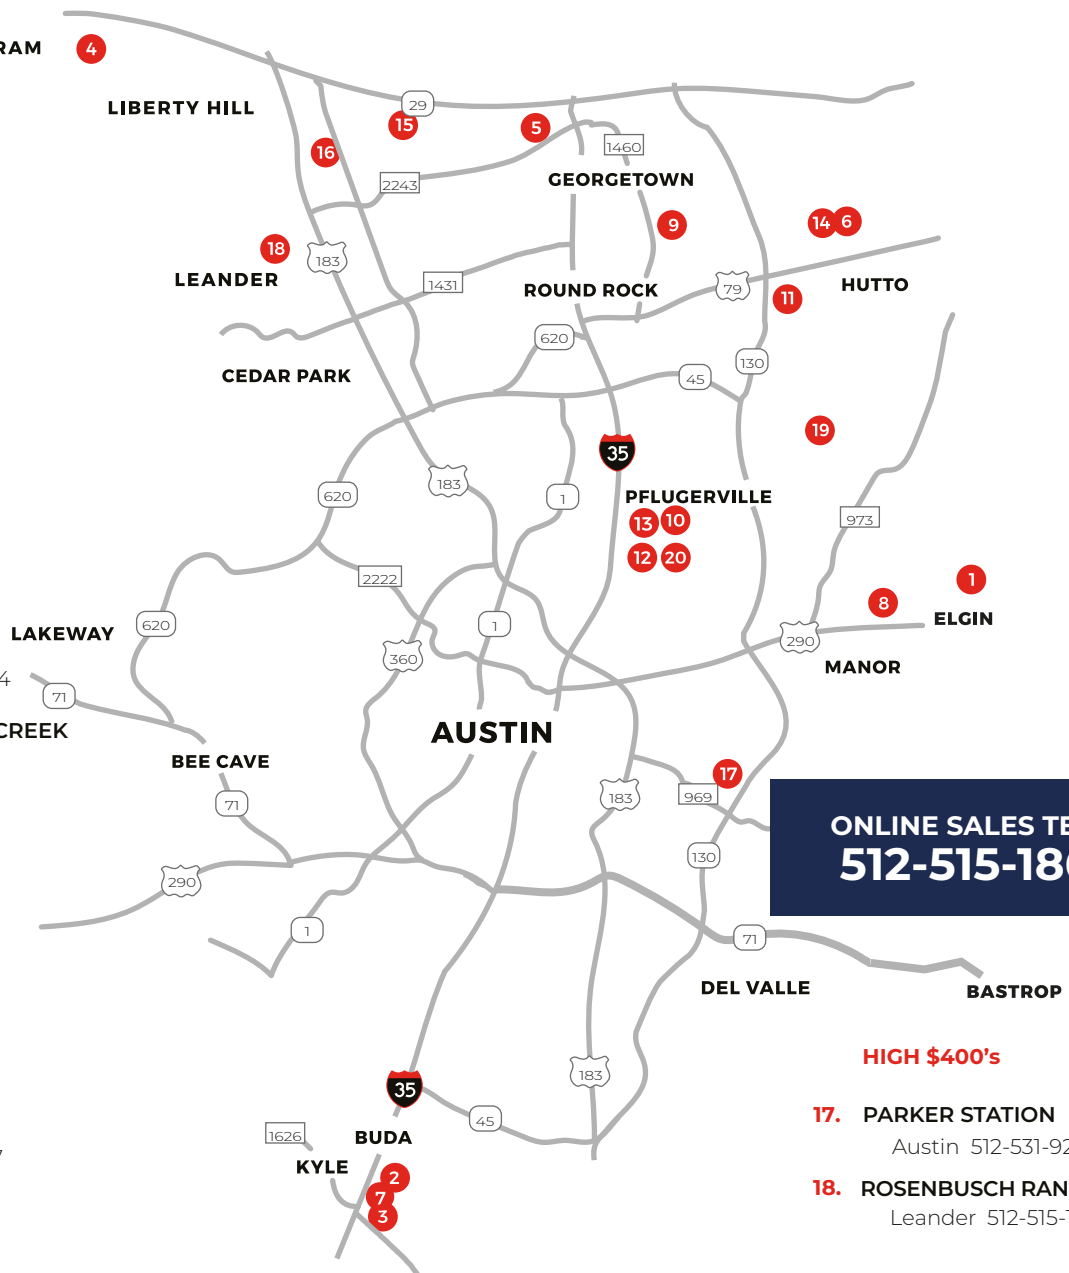 4
LIBERTY HILL
29
15
5
16
1460
2243
GEORGETOWN
9
14
6
18
183
LEANDER
1431
ROUND ROCK
79
HUTTO
11
620
130
CEDAR PARK
45
19
35
183
620
1
PFLUGERVILLE
13
10
973
12
20
2222
1
8
ELGIN
LAKEWAY
620
1
290
360
MANOR
71
CREEK
AUSTIN
BEE CAVE
17
183
969
71
ONLINE SALES
512-515-18
130
290
1
71
DEL VALLE
BASTROP
HIGH $400's
35
183
45
17. PARKER STATION
1626
BUDA
Austin 512-531-92
KYLE
2
7
3
18. ROSENBUSCH RAN
Leander 512-515-